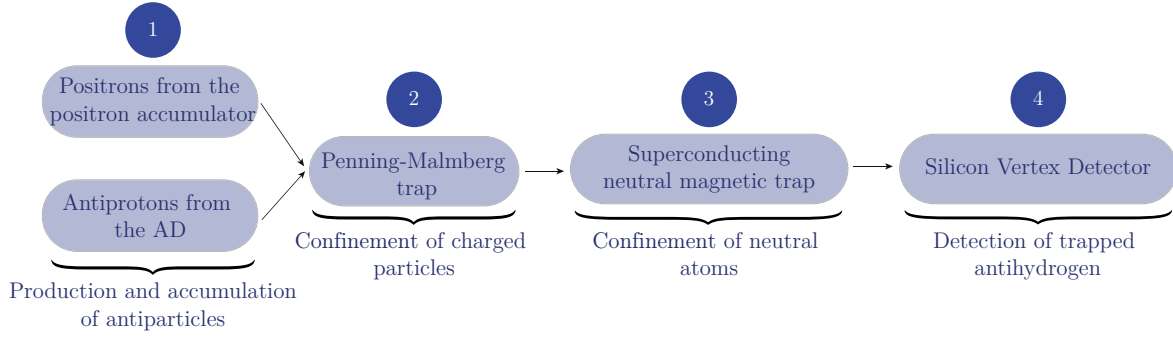 1
Positrons from the
positron accumulator
Antiprotons from
the AD
Production and accumulation
of antiparticles
2
Penning-Malmberg
trap
Confinement of charged
particles
3
Superconducting
neutral magnetic trap
Confinement of neutral
atoms
4
Silicon Vertex Detector
Detection of trapped
antihydrogen